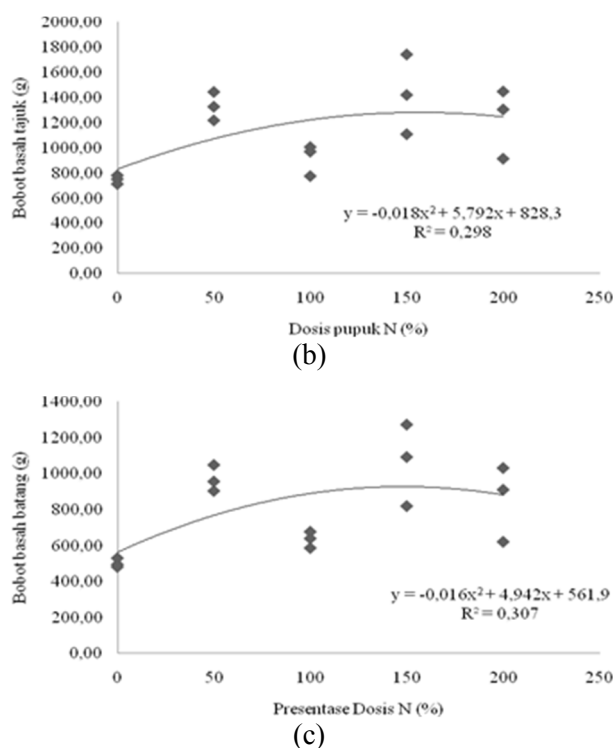 2000,00
1800,00
1600,00
1400,00
1200,00
1000,00
800,00
600,00
400,00
200,00
0,00
Bobot basah tajuk (g)
y = -0,018x² + 5,792x + 828,3
R² = 0,298
0 50 100 150 200 250
Dosis pupuk N (%)
(b)
1400,00
1200,00
1000,00
800,00
600,00
400,00
200,00
0,00
Bobot basah batang (g)
y = -0,016x² + 4,942x + 561,9
R² = 0,307
0 50 100 150 200 250
Presentase Dosis N (%)
(c)